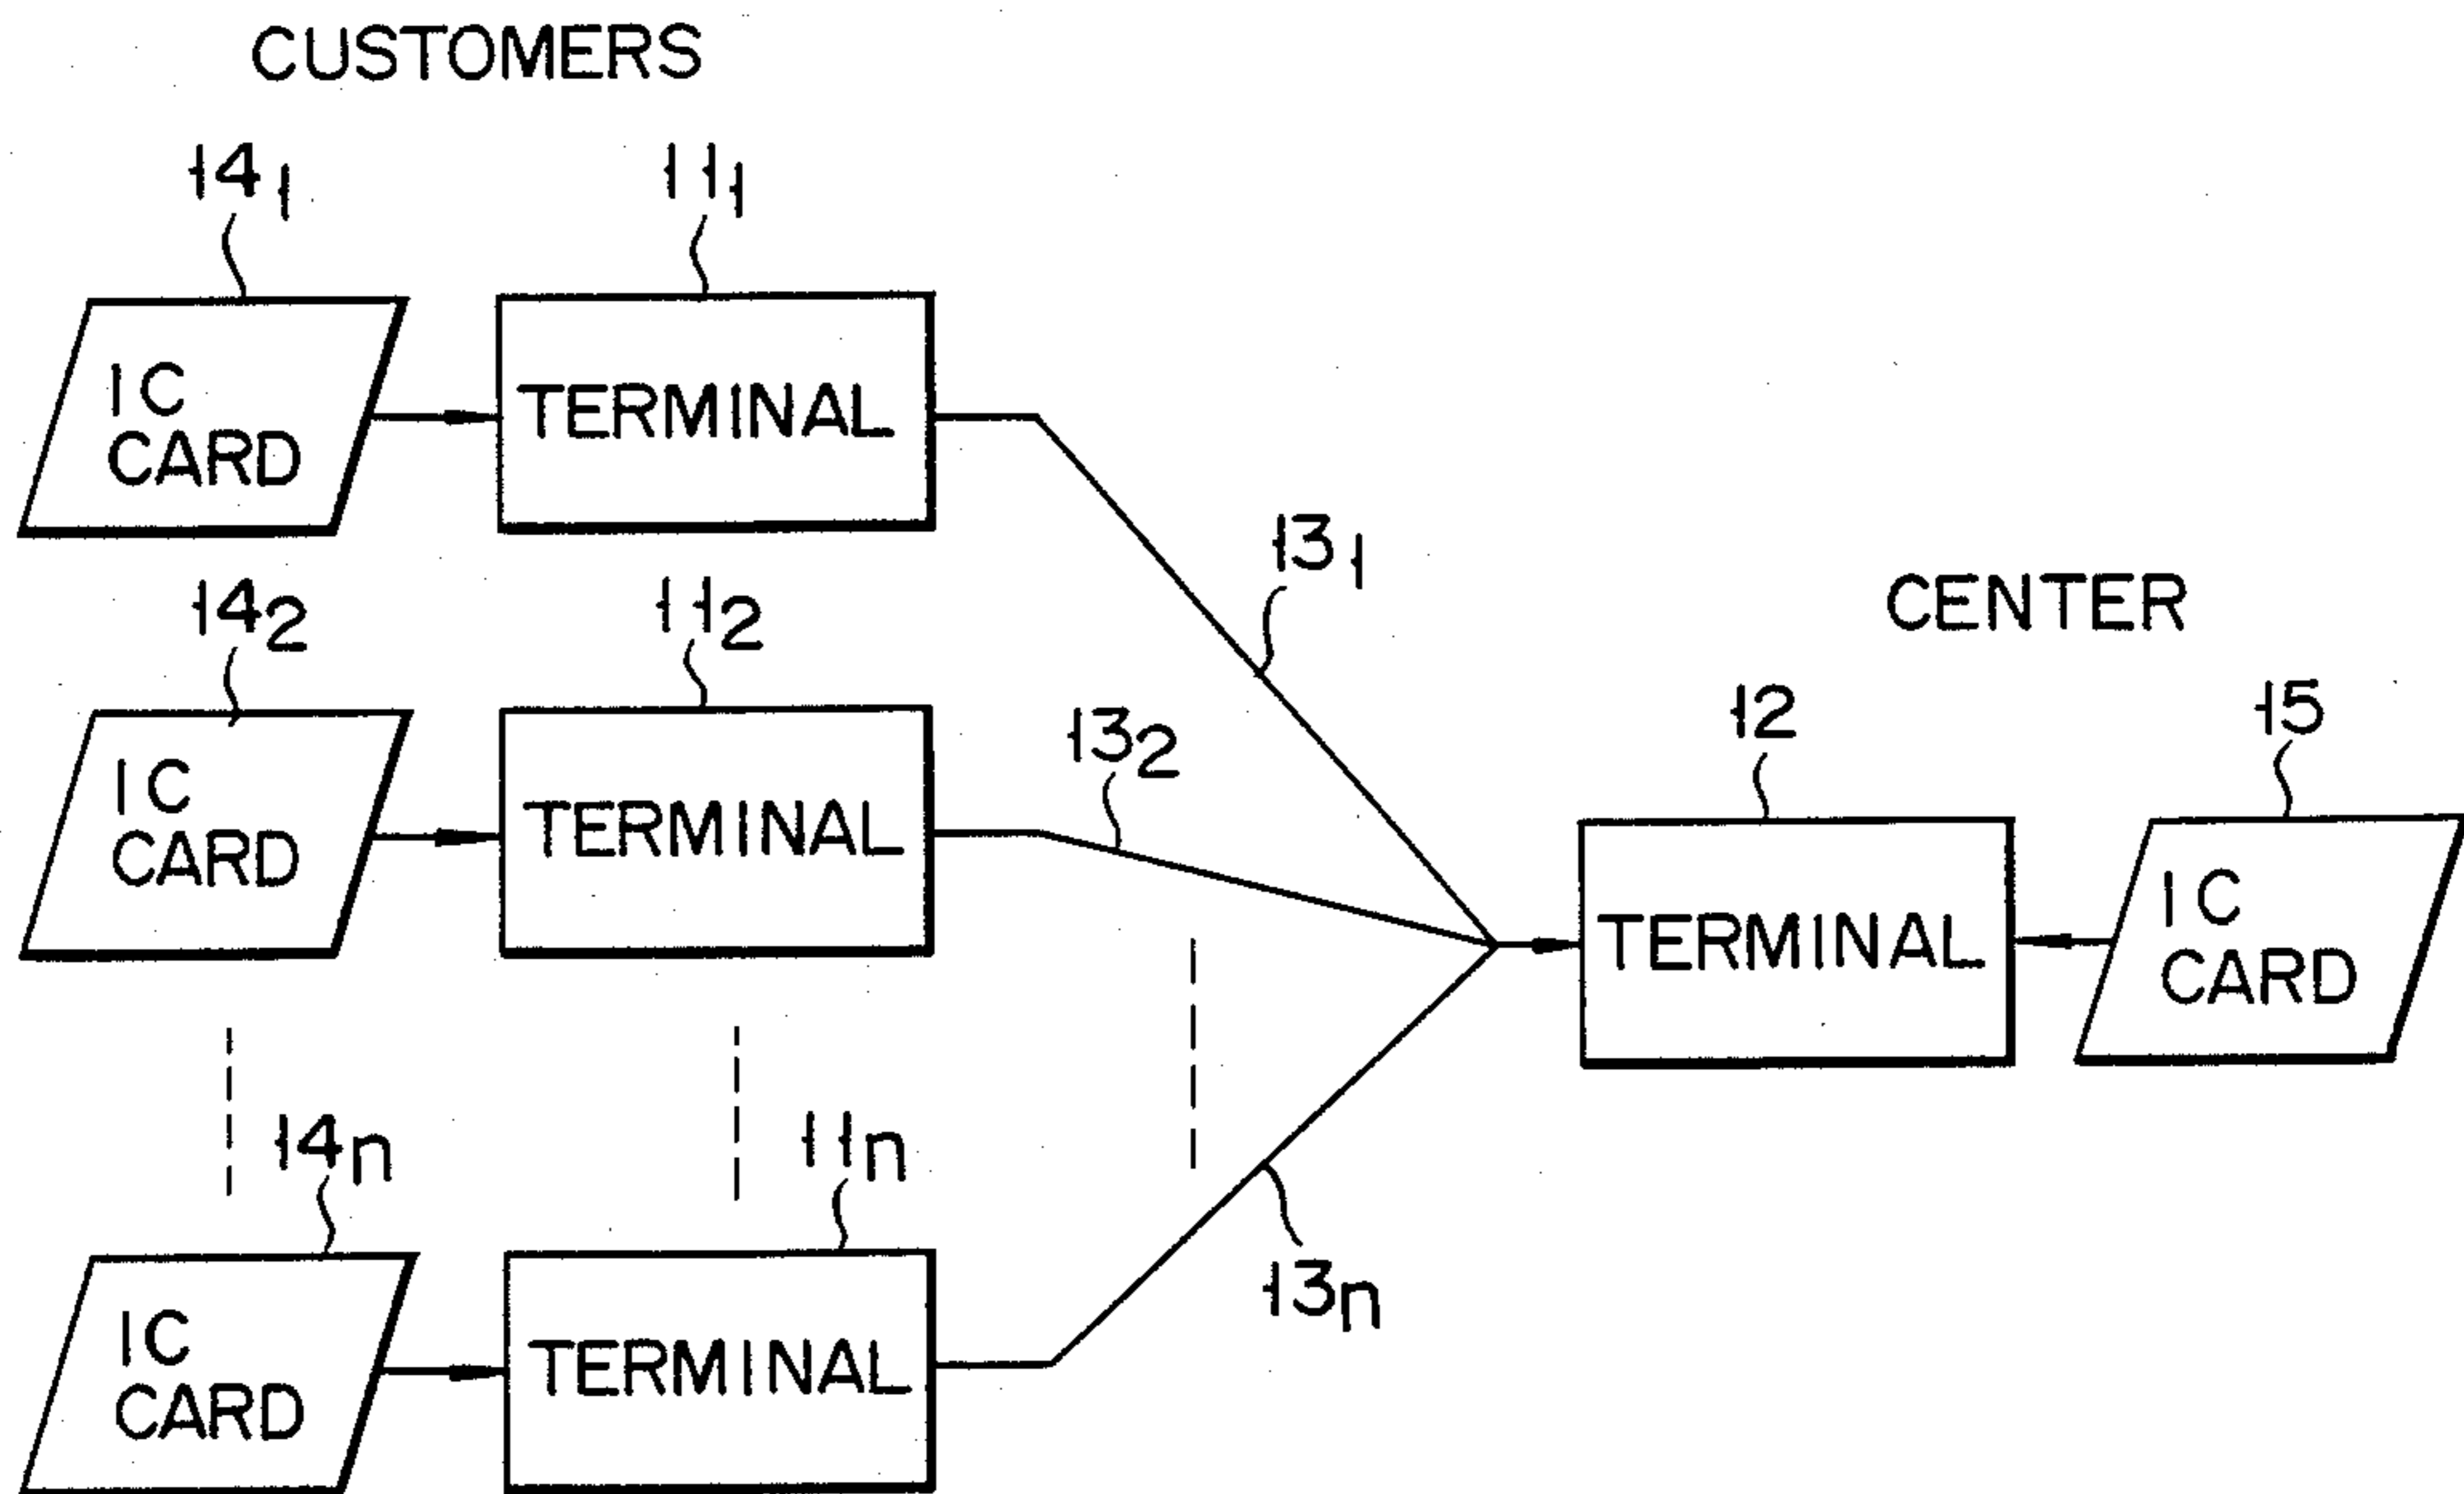 CUSTOMERS
14₁ 11₁
IC
CARD
TERMINAL
13₁
14₂ 11₂
CENTER
13₂
12 15
IC
CARD
TERMINAL
TERMINAL
IC
CARD
14n 11n
13n
IC
CARD
TERMINAL